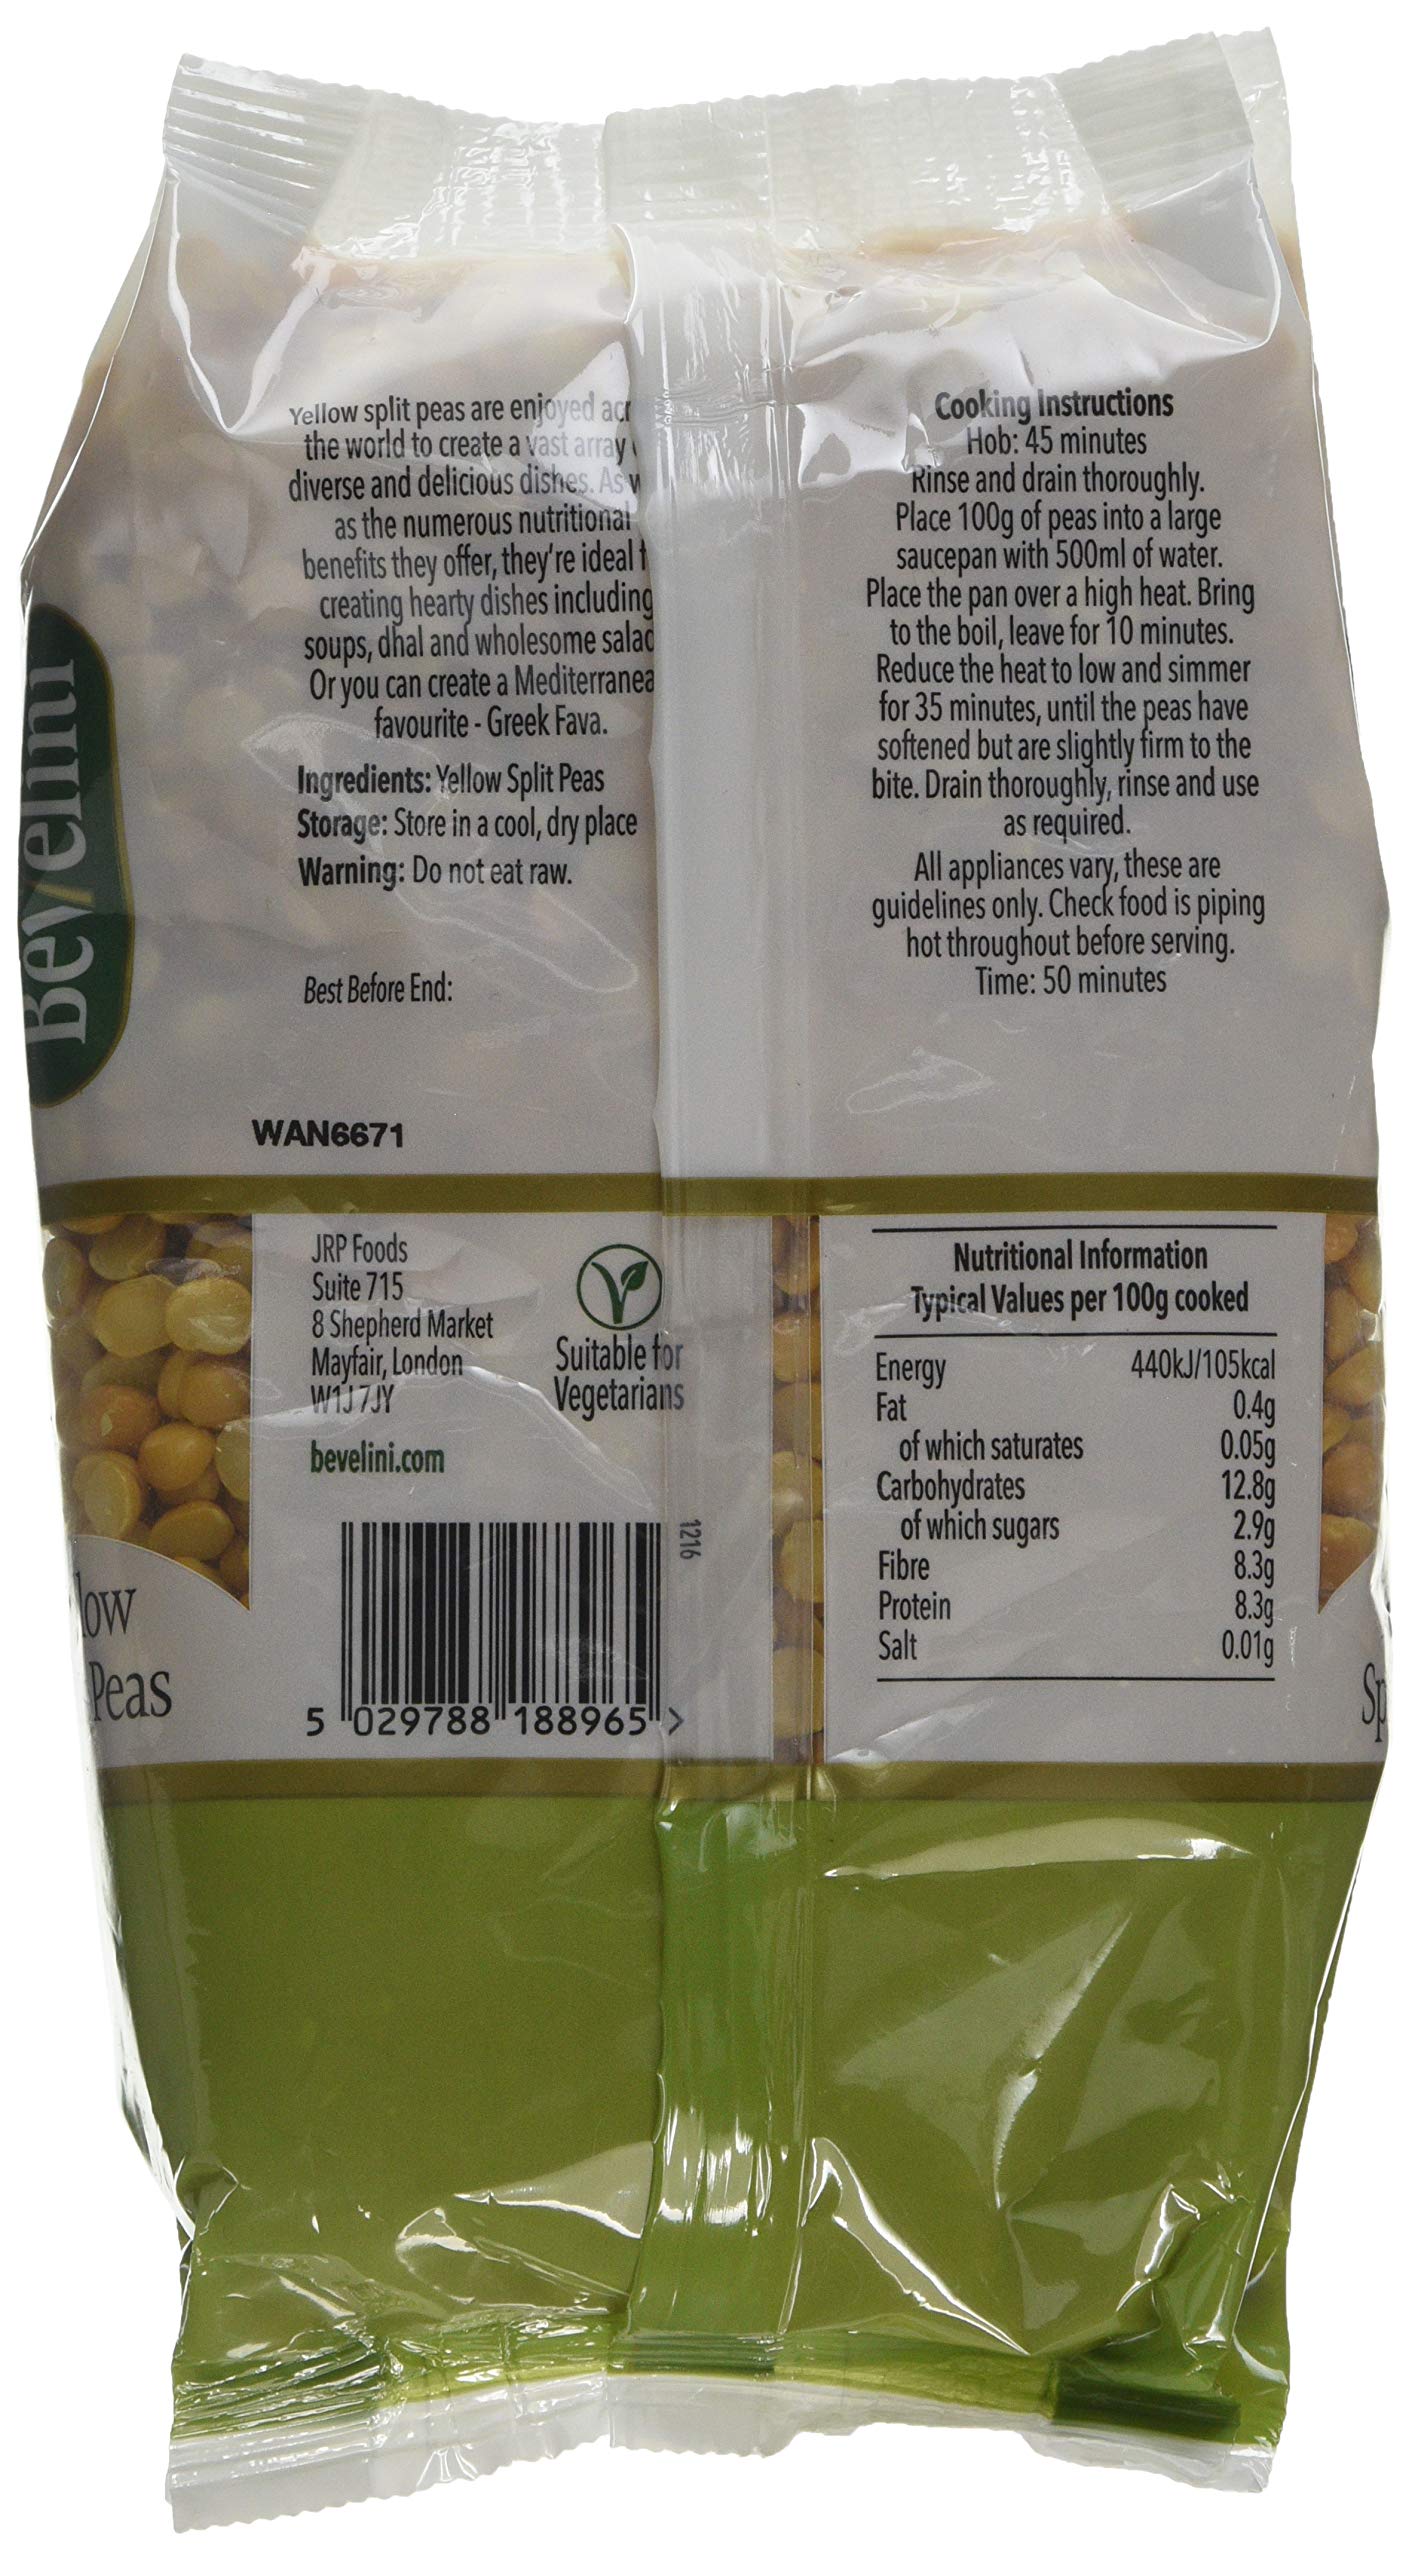 Yellow split peas are enjoyed
the world to create a vast array
diverse and delicious dishes. As
as the numerous nutritional
benefits they offer, they're ideal
creating hearty dishes including
soups, dhal and wholesome
Or you can create a
favourite - Greek Fava.
Ingredients: Yellow Split Peas
Storage: Store in a cool, dry place
Warning: Do not eat raw.
Best Before End:
WAN6671
Cooking Instructions
Hob: 45 minutes
Rinse and drain thoroughly.
Place 100g of peas into a large
saucepan with 500ml of water.
Place the pan over a high heat. Bring
to the boil, leave for 10 minutes.
Reduce the heat to low and simmer
for 35 minutes, until the peas have
softened but are slightly firm to the
bite. Drain thoroughly, rinse and use
as required.
All appliances vary, these are
guidelines only. Check food is piping
hot throughout before serving.
Time: 50 minutes
Bevelini
JRP Foods
Suite 715
8 Shepherd Market
Mayfair, London
W1J 7JY
bevelini.com
Suitable for
Vegetarians
1216
5 029788 188965 >
Peas
Nutritional Information
Typical Values per 100g cooked
Energy 440kJ/105kcal
Fat 0.4g
of which saturates 0.05g
Carbohydrates 12.8g
of which sugars 2.9g
Fibre 8.3g
Protein 8.3g
Salt 0.01g